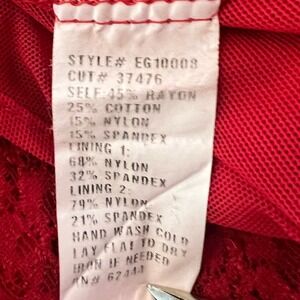 STYLE# EG10008
CUT# 37476
SELF:45% RAYON
25% COTTON
15% NYLON
15% SPANDEX
LINING 1:
68% NYLON
32% SPANDEX
LINING 2:
79% NYLON
21% SPANDEX
HAND WASH COLD
LAY FLAT TO DRY
IRON IF NEEDED
RN# 62444